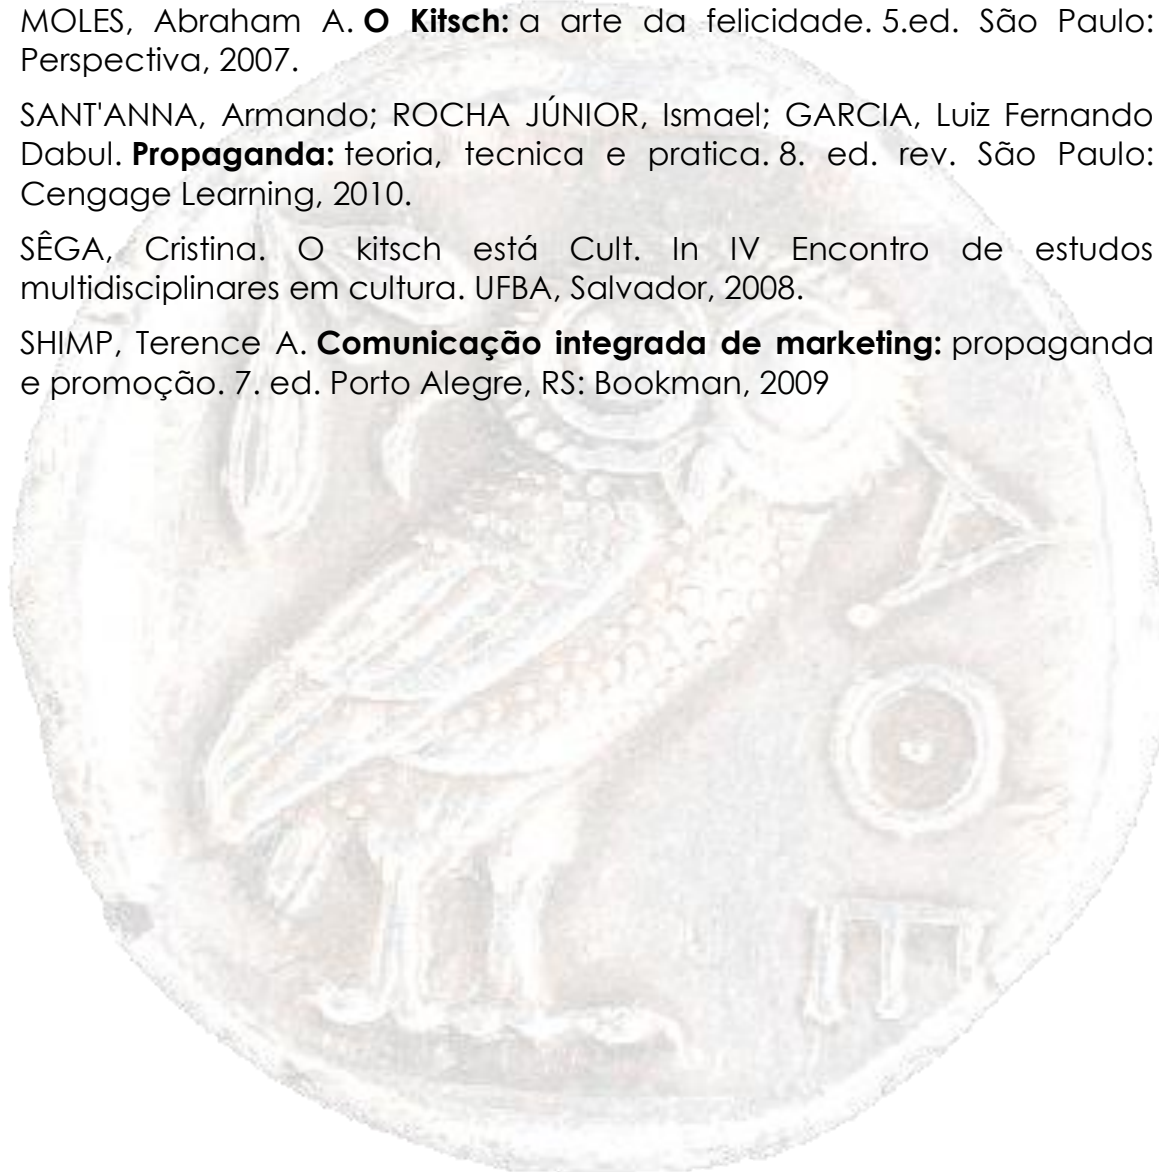 MOLES, Abraham A. O Kitsch: a arte da felicidade. 5.ed. São Paulo:
Perspectiva, 2007.
SANT'ANNA, Armando; ROCHA JÚNIOR, Ismael; GARCIA, Luiz Fernando
Dabul. Propaganda: teoria, tecnica e pratica. 8. ed. rev. São Paulo:
Cengage Learning, 2010.
SÊGA, Cristina. O kitsch está Cult. In IV Encontro de estudos
multidisciplinares em cultura. UFBA, Salvador, 2008.
SHIMP, Terence A. Comunicação integrada de marketing: propaganda
e promoção. 7. ed. Porto Alegre, RS: Bookman, 2009